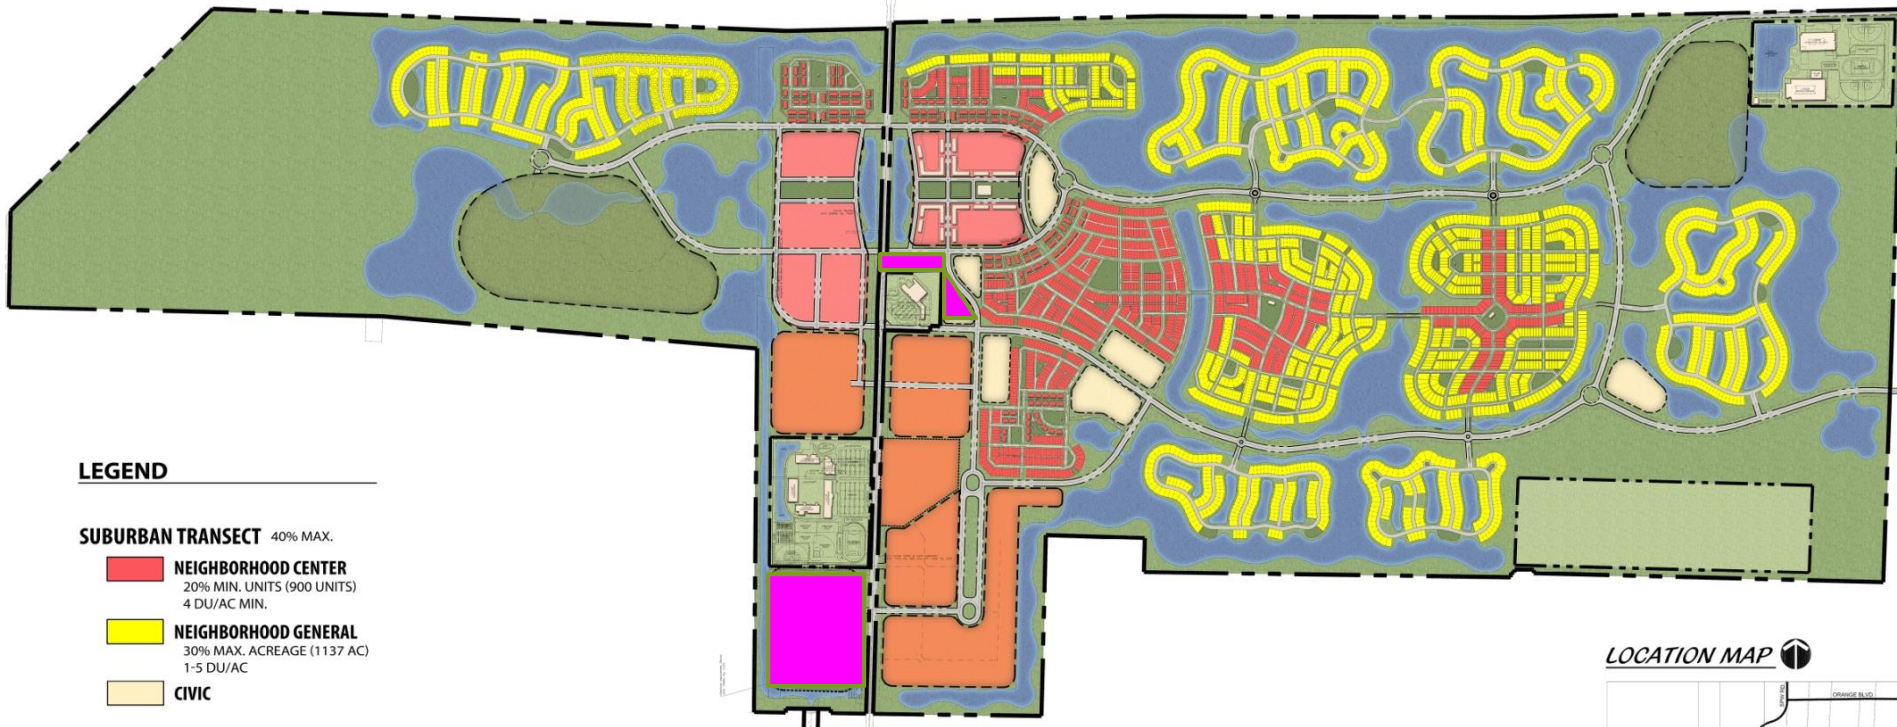 LEGEND
SUBURBAN TRANSECT 40% MAX.
NEIGHBORHOOD CENTER
20% MIN. UNITS (900 UNITS)
4 DU/AC MIN.
NEIGHBORHOOD GENERAL
30% MAX. ACREAGE (1137 AC)
1-5 DU/AC
CIVIC
LOCATION MAP
ORANGE BLVD